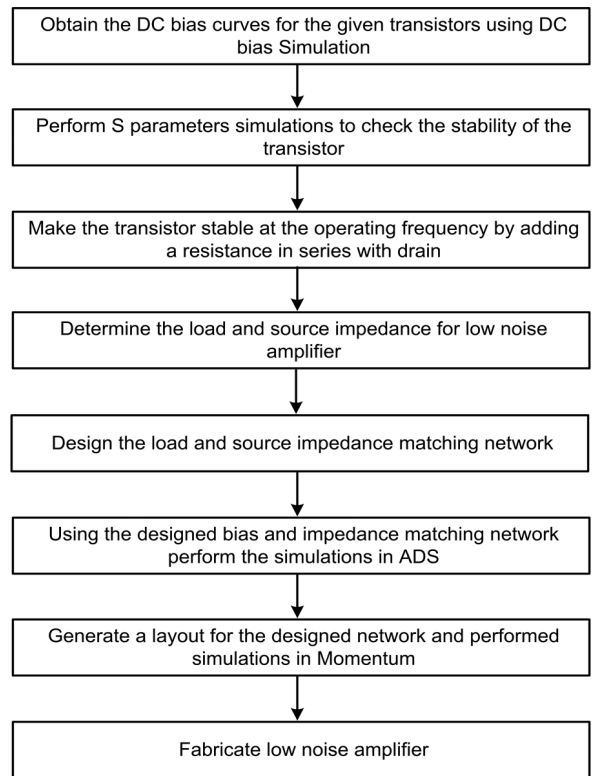 Obtain the DC bias curves for the given transistors using DC
bias Simulation
Perform S parameters simulations to check the stability of the
transistor
Make the transistor stable at the operating frequency by adding
a resistance in series with drain
Determine the load and source impedance for low noise
amplifier
Design the load and source impedance matching network
Using the designed bias and impedance matching network
perform the simulations in ADS
Generate a layout for the designed network and performed
simulations in Momentum
Fabricate low noise amplifier